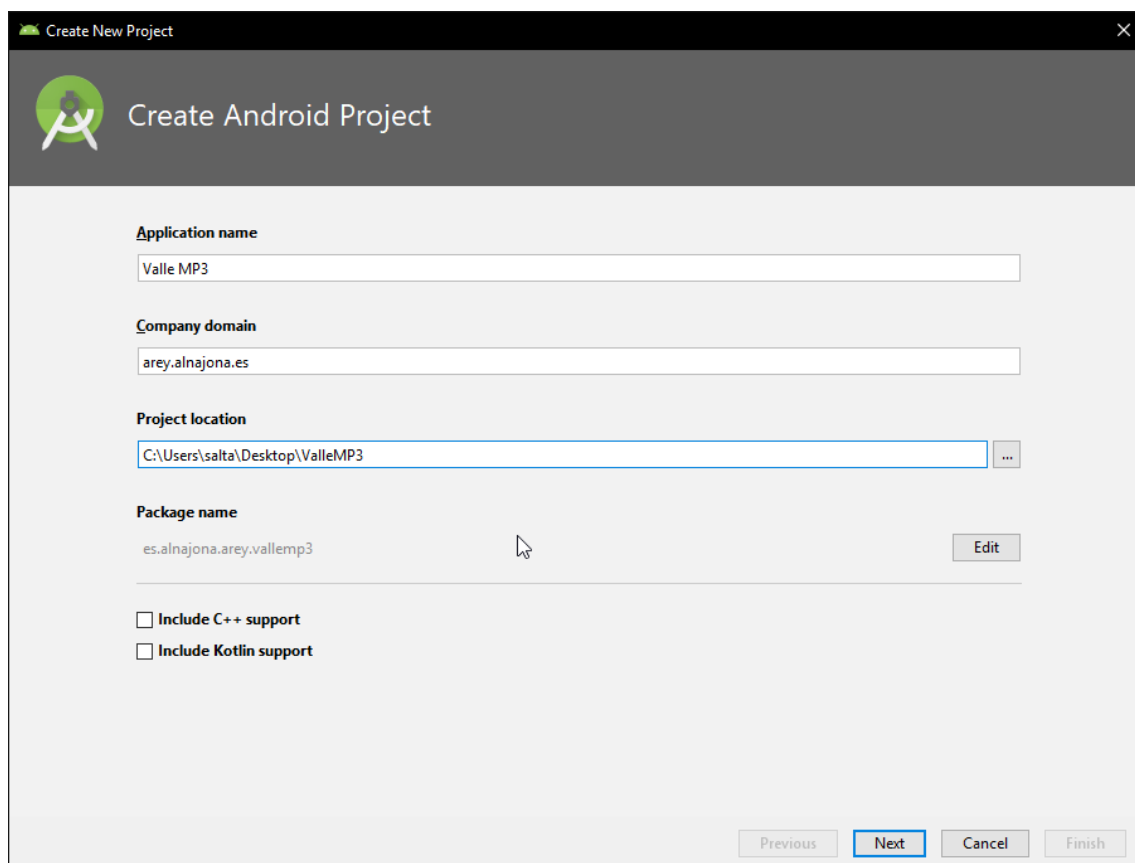 Create New Project
Create Android Project
Application name
Valle MP3
Company domain
arey.alnajona.es
Project location
C:\Users\salta\Desktop\ValleMP3
...
Package name
es.alnajona.arey.vallemp3
Edit
Include C++ support
Include Kotlin support
Previous Next Cancel Finish